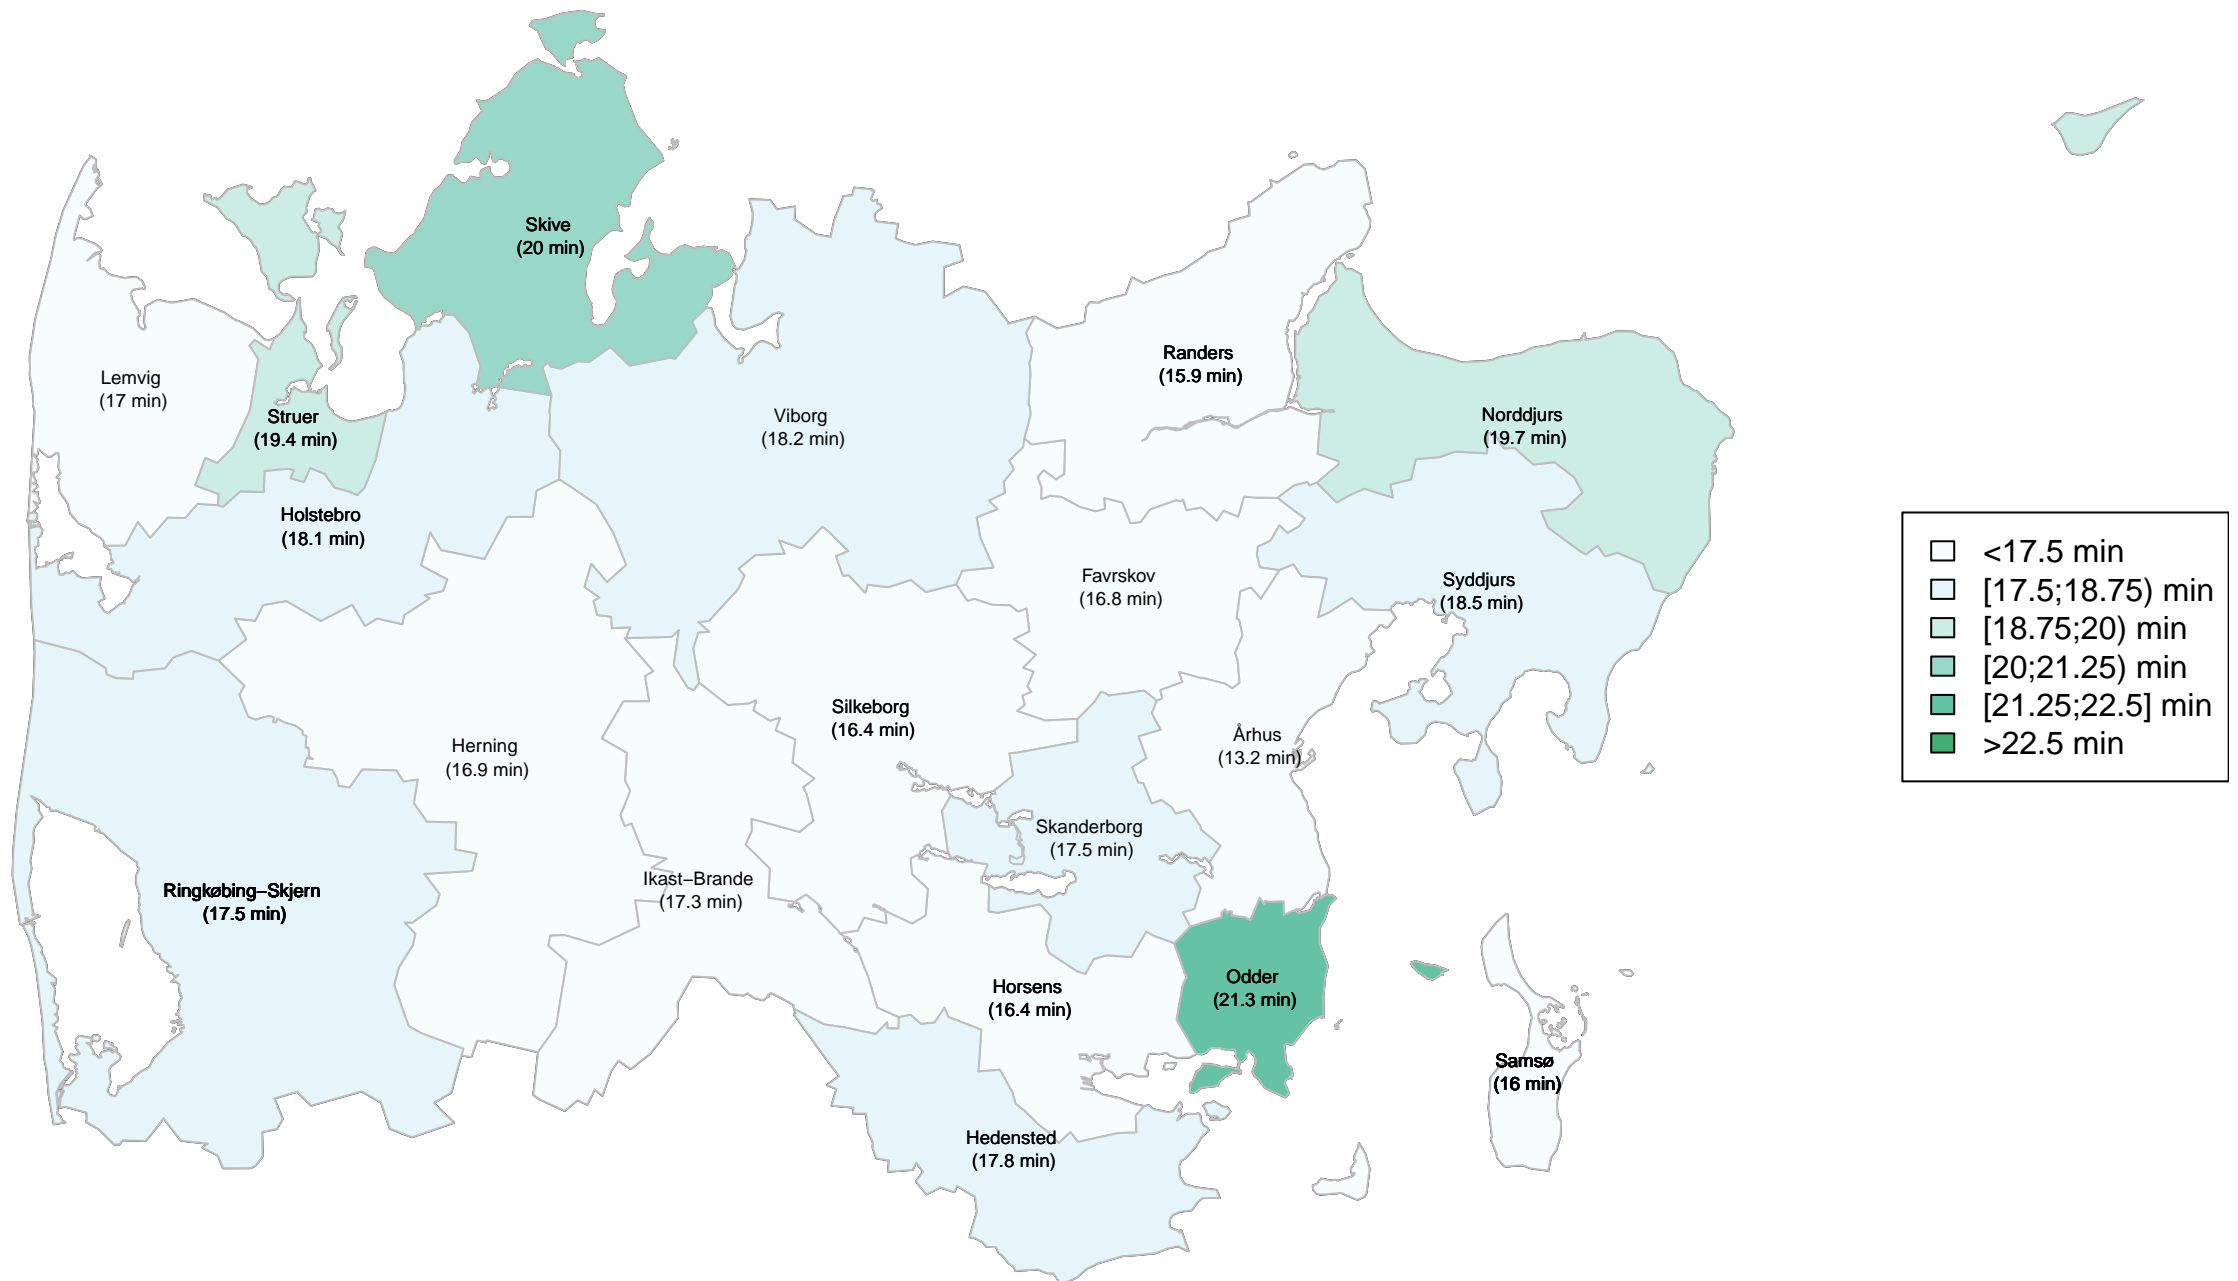 Skive
(20 min)
Randers
(15.9 min)
Lemvig
(17 min)
Struer
(19.4 min)
Viborg
(18.2 min)
Norddjurs
(19.7 min)
Holstebro
(18.1 min)
Favrskov
(16.8 min)
Syddjurs
(18.5 min)
Silkeborg
(16.4 min)
Herning
(16.9 min)
Århus
(13.2 min)
Skanderborg
(17.5 min)
Ikast–Brande
(17.3 min)
Ringkøbing–Skjern
(17.5 min)
Horsens
(16.4 min)
Odder
(21.3 min)
Samsø
(16 min)
Hedensted
(17.8 min)
<17.5 min
[17.5;18.75) min
[18.75;20) min
[20;21.25) min
[21.25;22.5] min
>22.5 min